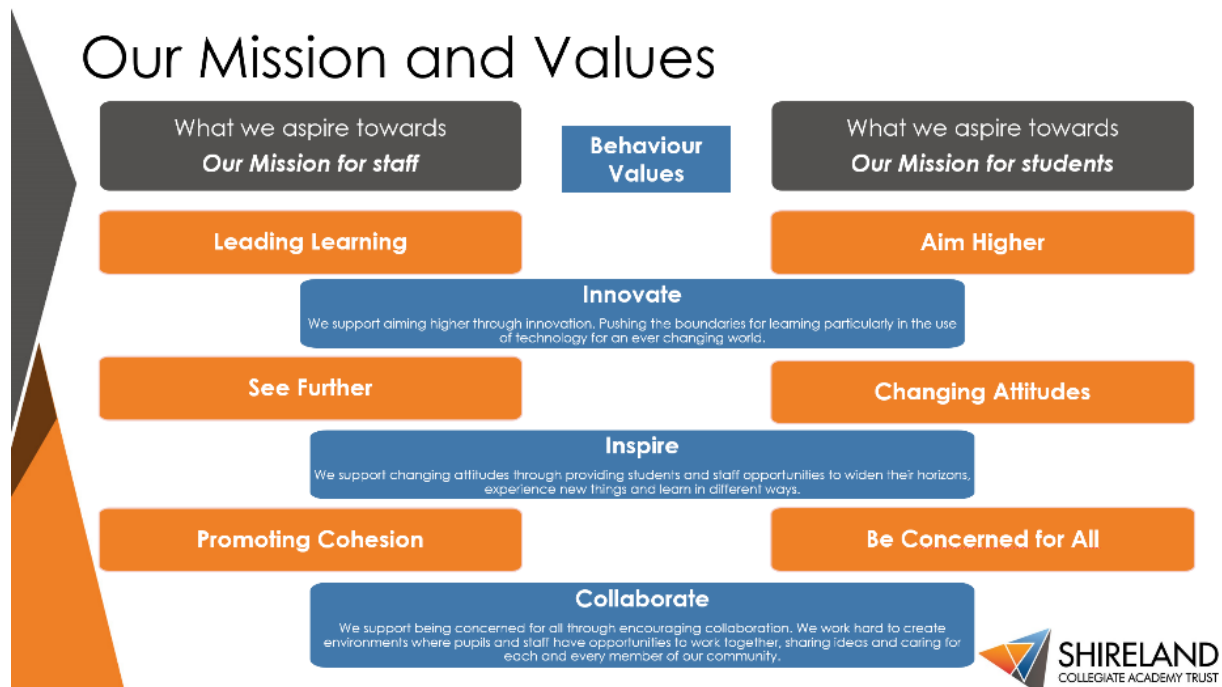 Our Mission and Values
What we aspire towards
Our Mission for staff
Behaviour
Values
What we aspire towards
Our Mission for students
Leading Learning
Aim Higher
Innovate
We support aiming higher through innovation. Pushing the boundaries for learning particularly in the use
of technology for an ever changing world.
See Further
Changing Attitudes
Inspire
We support changing attitudes through providing students and staff opportunities to widen their horizons,
experience new things and learn in different ways.
Promoting Cohesion
Be Concerned for All
Collaborate
We support being concerned for all through encouraging collaboration. We work hard to create
environments where pupils and staff have opportunities to work together, sharing ideas and caring for
each and every member of our community.
SHIRELAND
COLLEGIATE ACADEMY TRUST